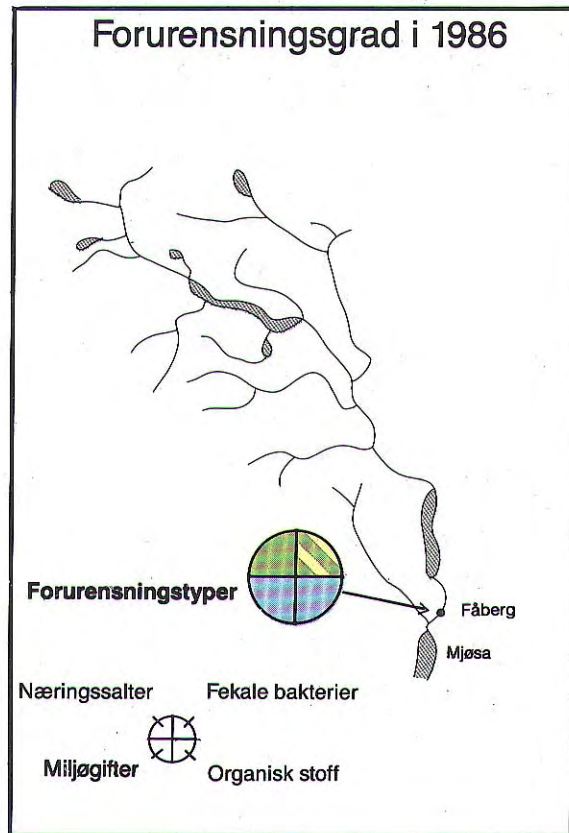 Forurensningsgrad i 1986
Forurensningstyper
Fåberg
Mjøsa
Næringssalter
Fekale bakterier
Miljøgifter
Organisk stoff